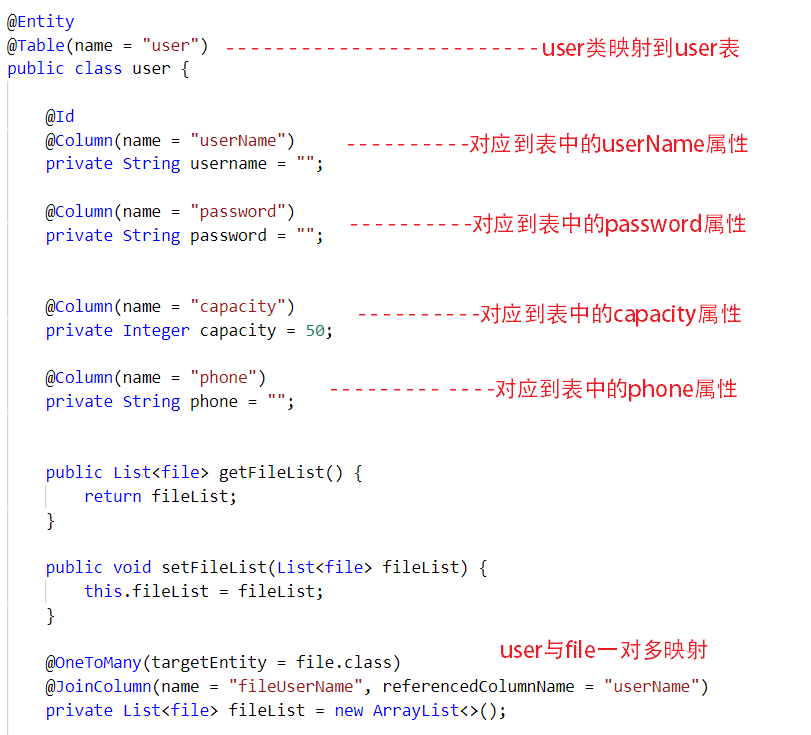 @Entity
@Table(name = "user") ------------------------- user类映射到user表
public class user {
@Id
@Column(name = "userName") ----------对应到表中的userName属性
private String username = "";
@Column(name = "password") ----------对应到表中的password属性
private String password = "";
@Column(name = "capacity") ----------对应到表中的capacity属性
private Integer capacity = 50;
@Column(name = "phone") --------- ----对应到表中的phone属性
private String phone = "";
public List<file> getFileList() {
return fileList;
}
public void setFileList(List<file> fileList) {
this.fileList = fileList;
}
user与file一对多映射
@OneToMany(targetEntity = file.class)
@JoinColumn(name = "fileUserName", referencedColumnName = "userName")
private List<file> fileList = new ArrayList<>();